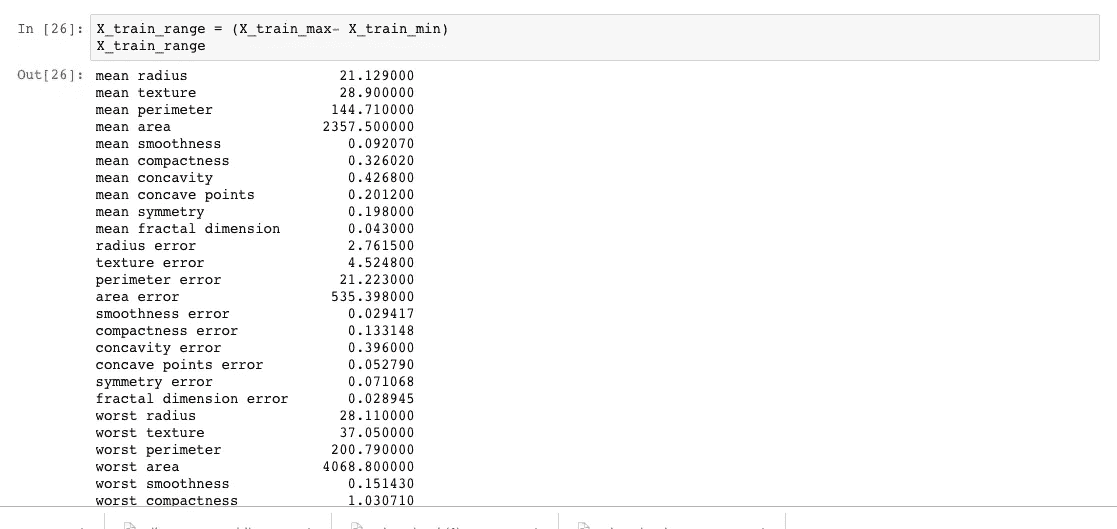 In [26]: X_train_range = (X_train_max- X_train_min)
X_train_range
Out[26]: mean radius 21.129000
mean texture 28.900000
mean perimeter 144.710000
mean area 2357.500000
mean smoothness 0.092070
mean compactness 0.326020
mean concavity 0.426800
mean concave points 0.201200
mean symmetry 0.198000
mean fractal dimension 0.043000
radius error 2.761500
texture error 4.524800
perimeter error 21.223000
area error 535.398000
smoothness error 0.029417
compactness error 0.133148
concavity error 0.396000
concave points error 0.052790
symmetry error 0.071068
fractal dimension error 0.028945
worst radius 28.110000
worst texture 37.050000
worst perimeter 200.790000
worst area 4068.800000
worst smoothness 0.151430
worst compactness 1.030710